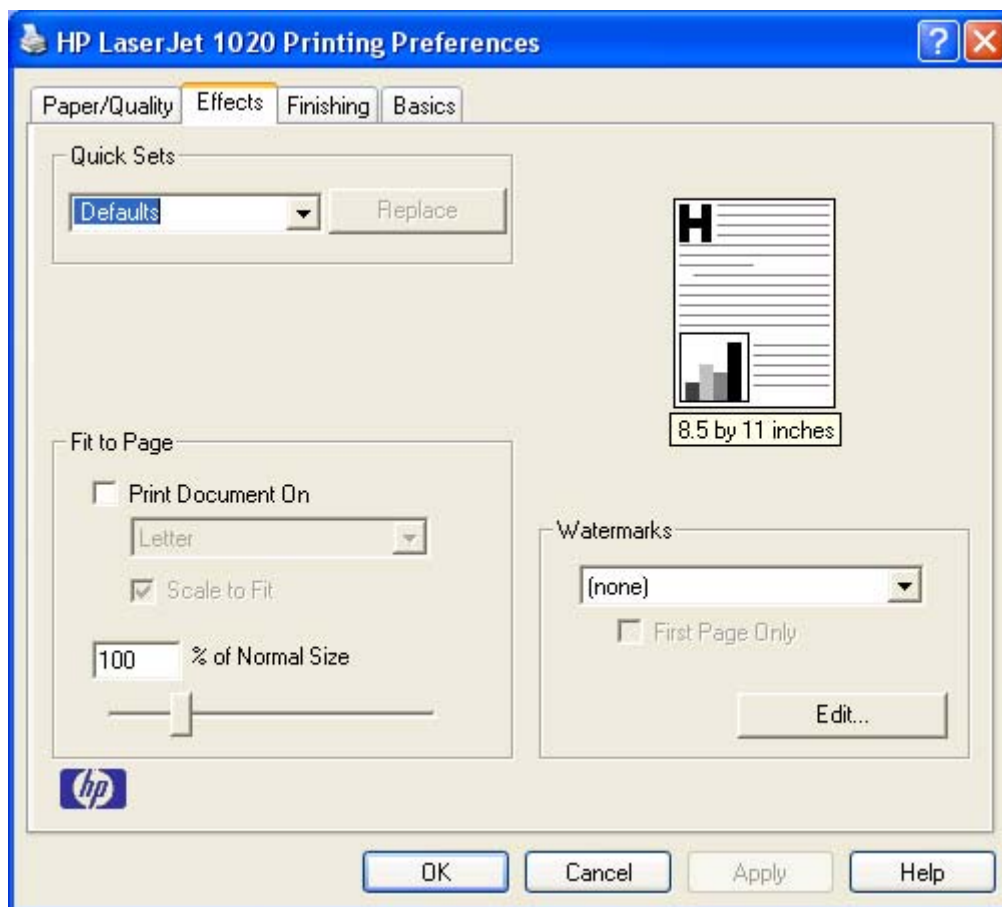 HP LaserJet 1020 Printing Preferences
?
Paper/Quality Effects Finishing Basics
Quick Sets
Defaults Replace
H
8.5 by 11 inches
Fit to Page
Print Document On
Letter
Scale to Fit
100 % of Normal Size
Watermarks
(none)
First Page Only
Edit...
hp
OK Cancel Apply Help